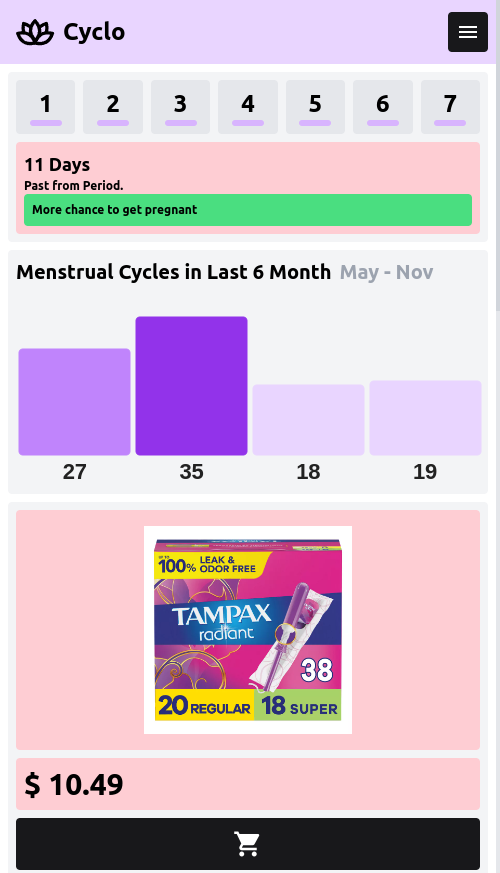 Cyclo
1 2 3 4 5 6 7
11 Days
Past from Period.
More chance to get pregnant
Menstrual Cycles in Last 6 Month May - Nov
27 35 18 19
UP TO
100% LEAK &
ODOR FREE
TAMPAX
radiant
38
20 REGULAR 18 SUPER
$ 10.49